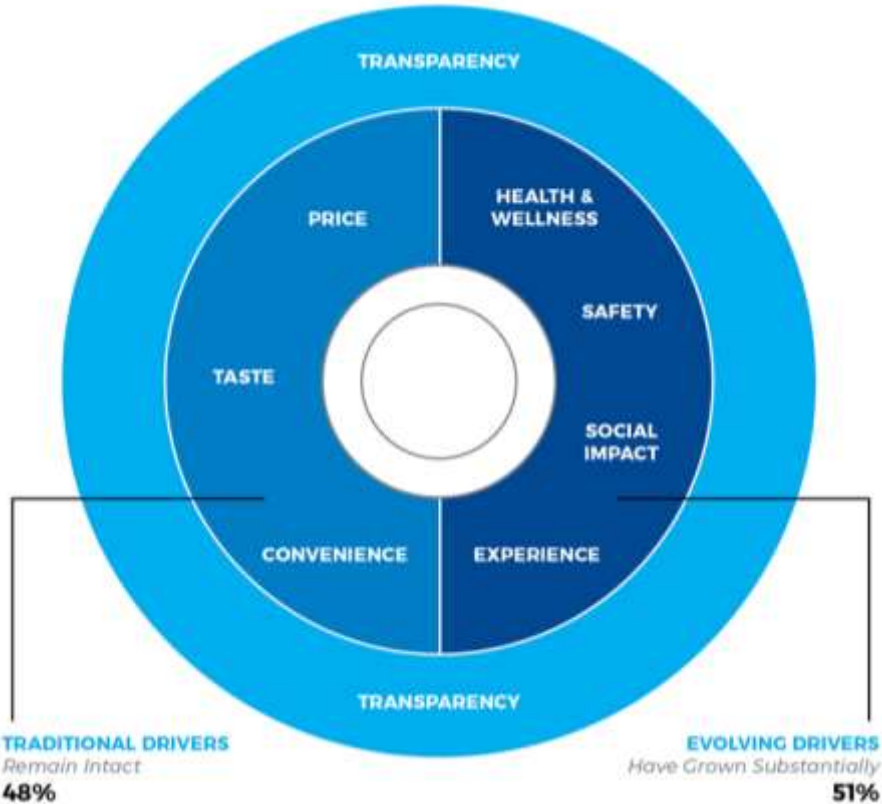 TRANSPARENCY
PRICE
HEALTH &
WELLNESS
SAFETY
TASTE
SOCIAL
IMPACT
CONVENIENCE
EXPERIENCE
TRANSPARENCY
TRADITIONAL DRIVERS
Remain Intact
48%
EVOLVING DRIVERS
Have Grown Substantially
51%